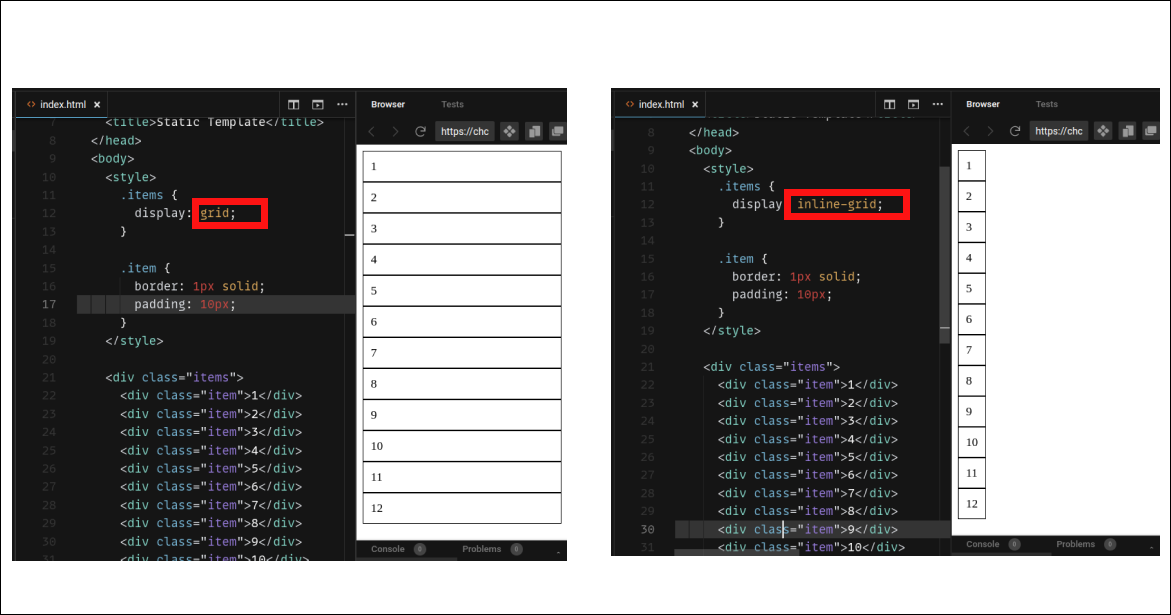 index.html ×
Browser
Tests
https://chc
7 <title>Static Template</title>
8 </head>
9 <body>
10 <style>
11 .items {
12 display: grid;
13 }
14
15 .item {
16 border: 1px solid;
17 padding: 10px;
18 }
19 </style>
20
21 <div class="items">
22 <div class="item">1</div>
23 <div class="item">2</div>
24 <div class="item">3</div>
25 <div class="item">4</div>
26 <div class="item">5</div>
27 <div class="item">6</div>
28 <div class="item">7</div>
29 <div class="item">8</div>
30 <div class="item">9</div>
31 <div class="item">10</div>
1
2
3
4
5
6
7
8
9
10
11
12
Console 0
Problems 0
index.html ×
Browser
Tests
https://chc
8 </head>
9 <body>
10 <style>
11 .items {
12 display inline-grid;
13 }
14
15 .item {
16 border: 1px solid;
17 padding: 10px;
18 }
19 </style>
20
21 <div class="items">
22 <div class="item">1</div>
23 <div class="item">2</div>
24 <div class="item">3</div>
25 <div class="item">4</div>
26 <div class="item">5</div>
27 <div class="item">6</div>
28 <div class="item">7</div>
29 <div class="item">8</div>
30 <div class="item">9</div>
31 <div class="item">10</div>
1
2
3
4
5
6
7
8
9
10
11
12
Console 0
Problems 0